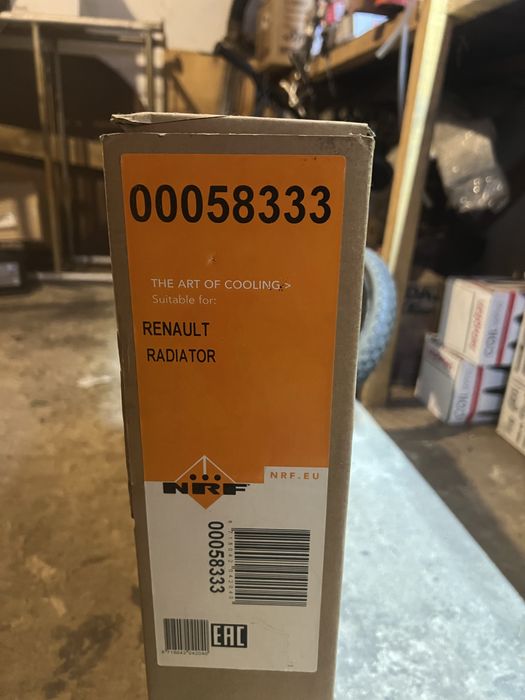 00058333
THE ART OF COOLING >
Suitable for:
RENAULT
RADIATOR
NRF.EU
NRF
00058333
EAC